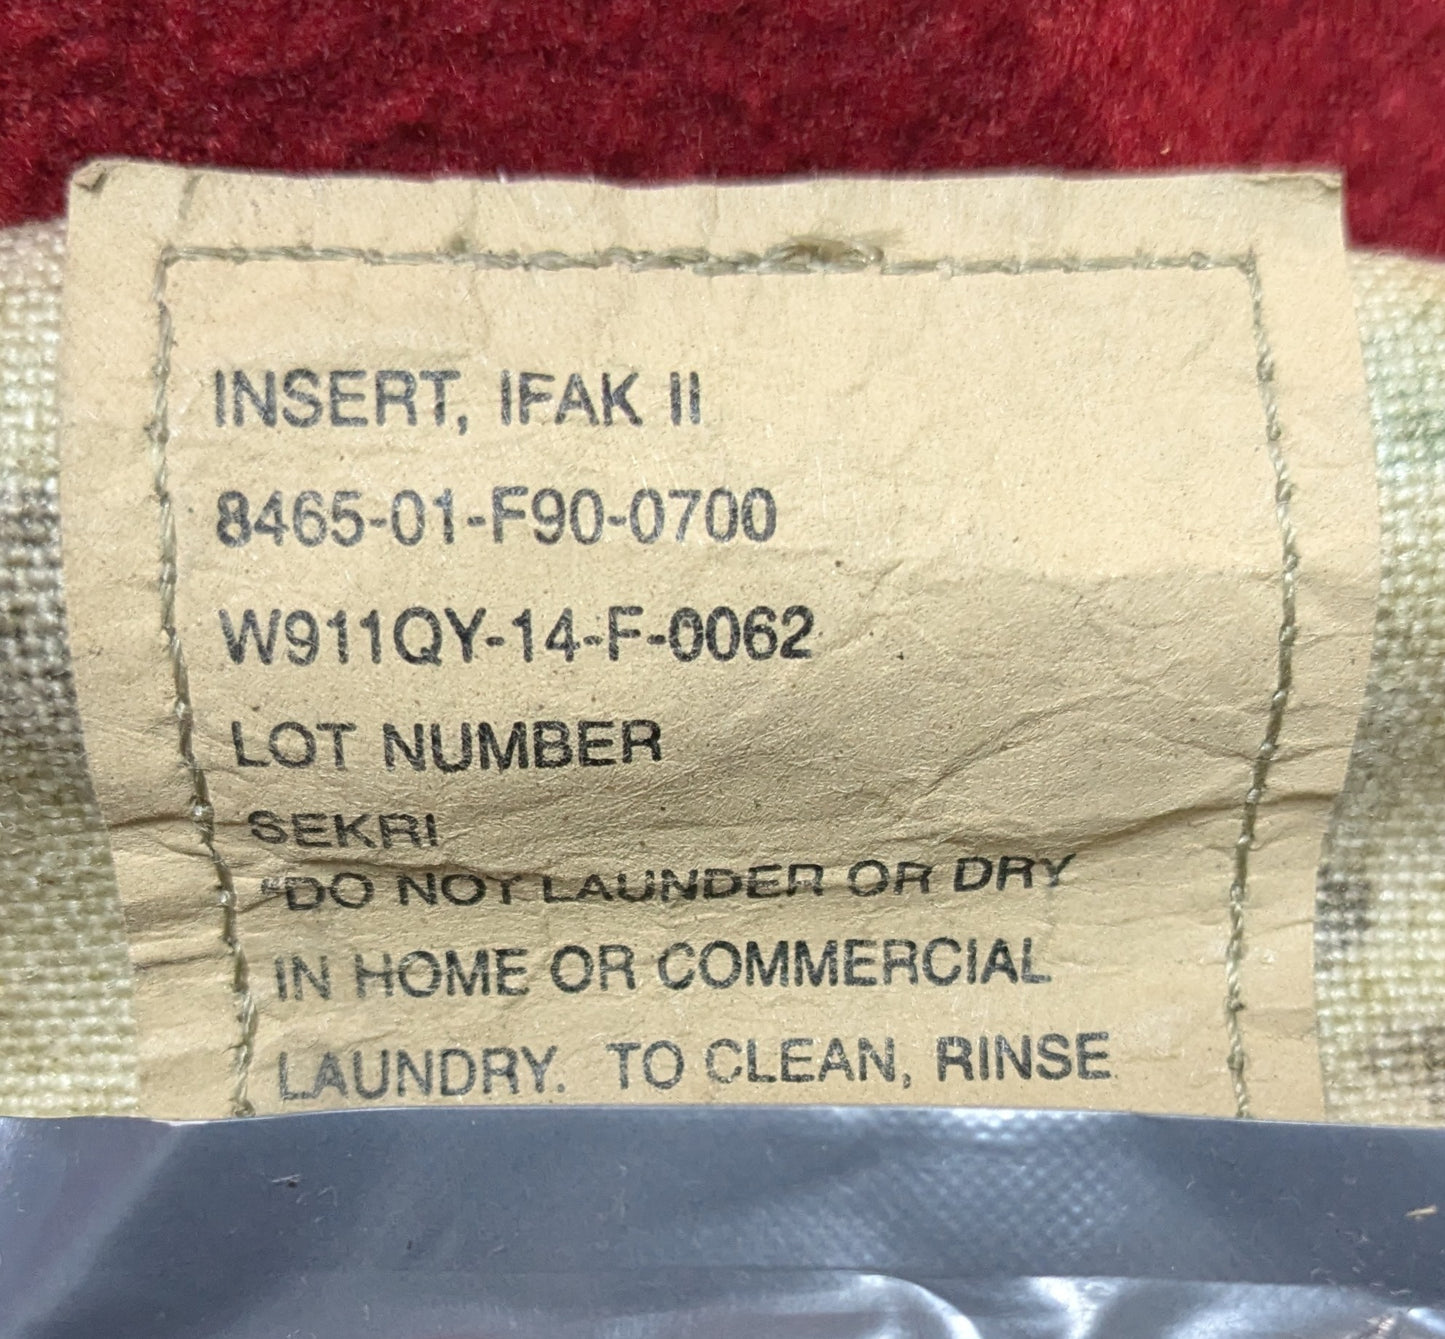 INSERT, IFAK II
8465-01-F90-0700
W911QY-14-F-0062
LOT NUMBER
SEKRI
*DO NOT LAUNDER OR DRY
IN HOME OR COMMERCIAL
LAUNDRY. TO CLEAN, RINSE